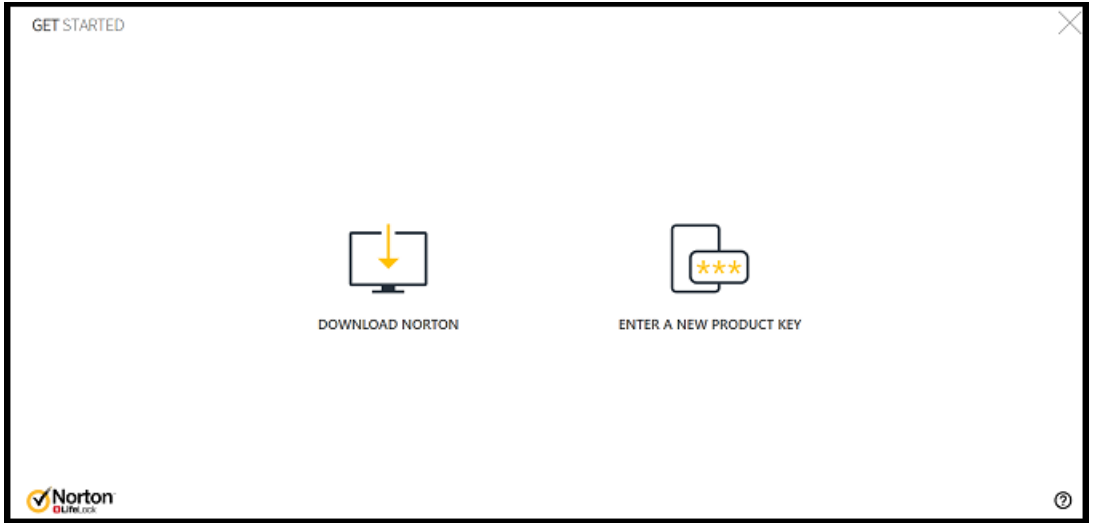 GET STARTED
***
DOWNLOAD NORTON
ENTER A NEW PRODUCT KEY
Norton
LifeLock
?